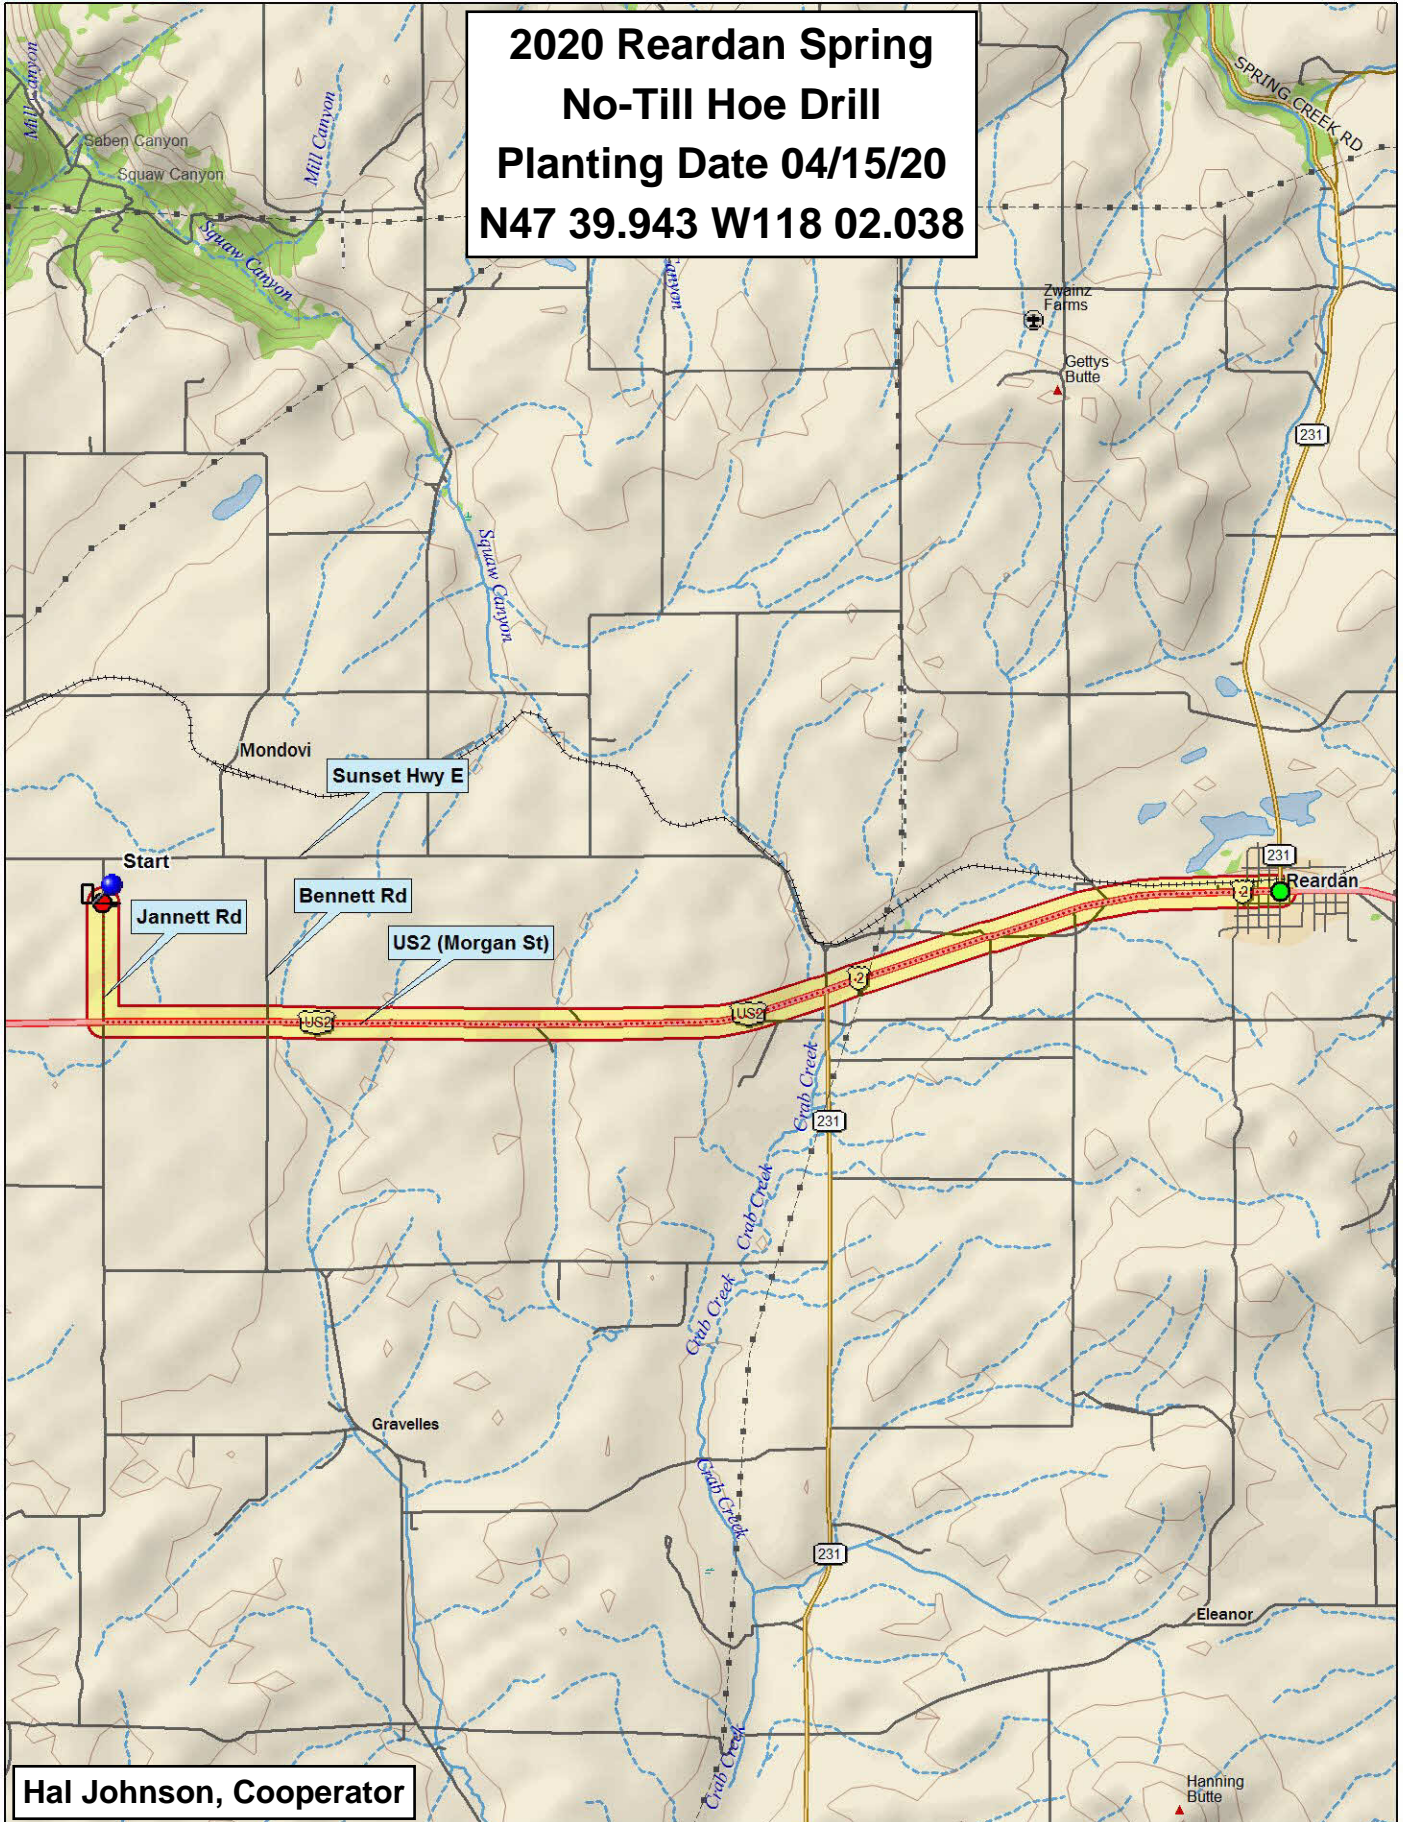 2020 Reardan Spring
No-Till Hoe Drill
Planting Date 04/15/20
N47 39.943 W118 02.038
SPRING CREEK RD
Mill Canyon
Saben Canyon
Squaw Canyon
Mill Canyon
Squaw Canyon
Canyon
Zwainz
Farms
Gettys
Butte
231
Squaw Canyon
Mondovi
Sunset Hwy E
Start
231
Reardan
Bennett Rd
Jannett Rd
US2 (Morgan St)
2
2
US2
US2
Crab Creek
231
Crab Creek
Crab Creek
Gravelles
Crab Creek
231
Eleanor
Crab Creek
Hanning
Butte
Hal Johnson, Cooperator